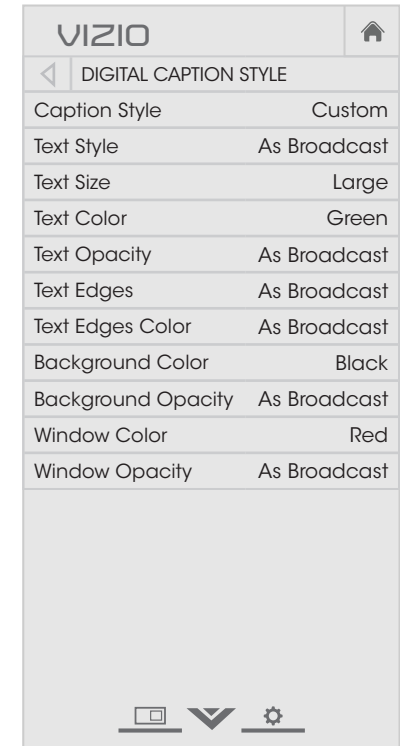 VIZIO
DIGITAL CAPTION STYLE
Caption Style Custom
Text Style As Broadcast
Text Size Large
Text Color Green
Text Opacity As Broadcast
Text Edges As Broadcast
Text Edges Color As Broadcast
Background Color Black
Background Opacity As Broadcast
Window Color Red
Window Opacity As Broadcast